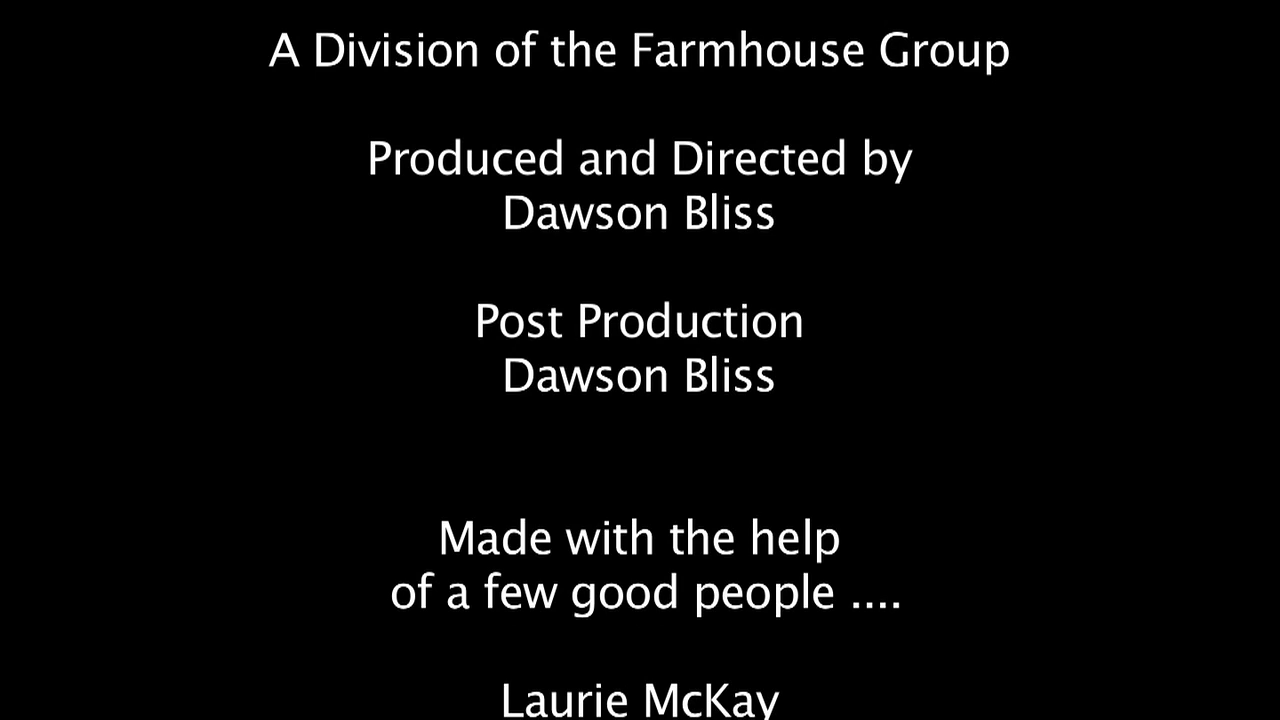 A Division of the Farmhouse Group
Produced and Directed by
Dawson Bliss
Post Production
Dawson Bliss
Made with the help
of a few good people ....
Laurie McKay